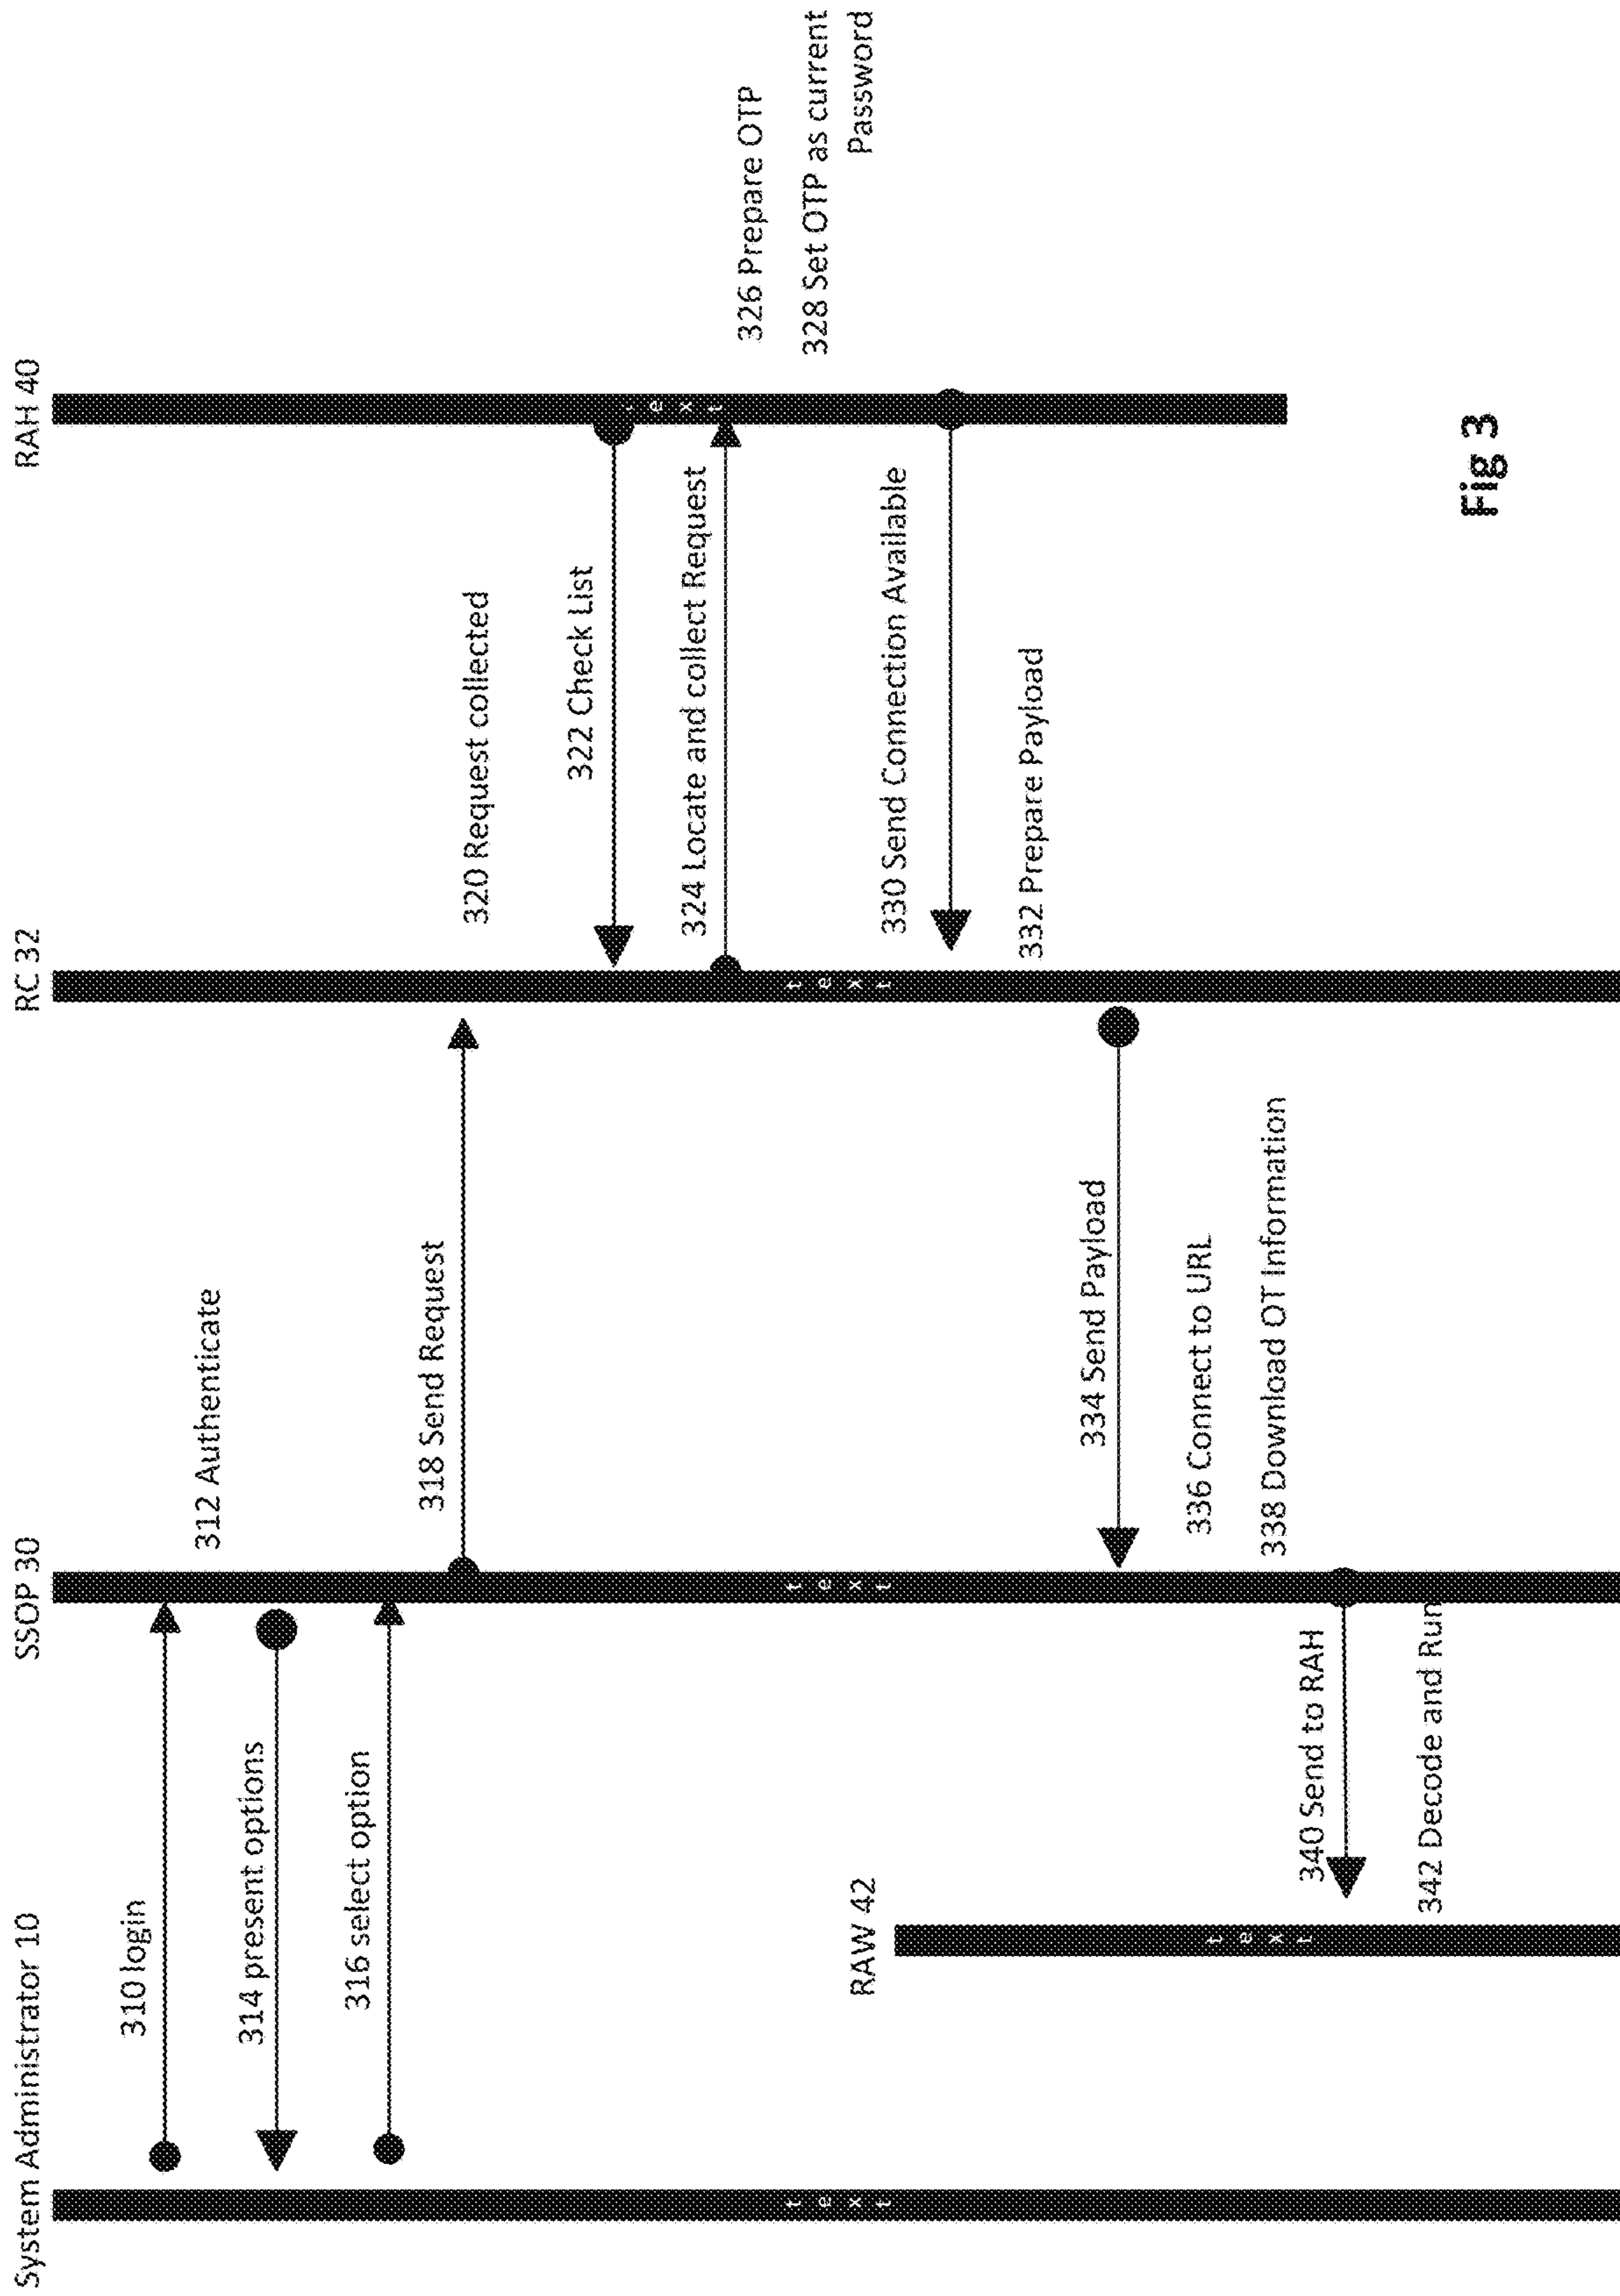 System Administrator 10
SSOP 30
RC 32
RAH 40
310 login
312 Authenticate
314 present options
316 select option
318 Send Request
320 Request collected
322 Check List
324 Locate and collect Request
326 Prepare OTP
328 Set OTP as current
Password
330 Send Connection Available
332 Prepare Payload
334 Send Payload
336 Connect to URL
338 Download OT Information
RAW 42
340 Send to RAH
342 Decode and Run
text
text
text
text
ext
Fig 3